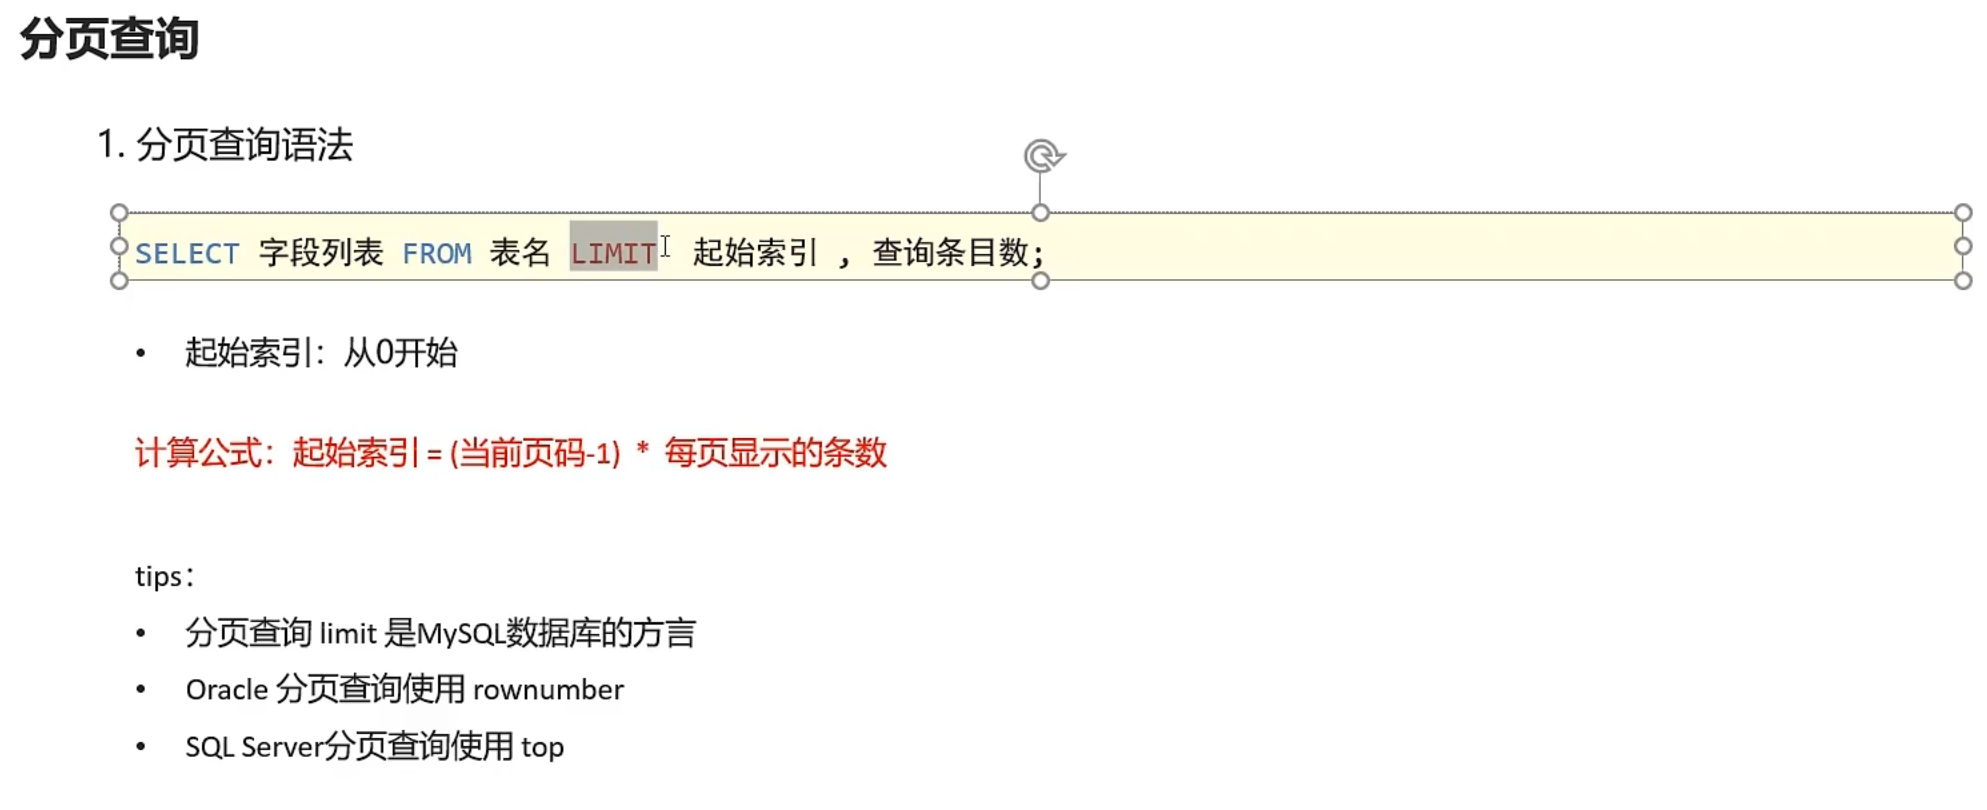 分页查询
1. 分页查询语法
SELECT 字段列表 FROM 表名 LIMIT 起始索引 , 查询条目数;
• 起始索引：从0开始
计算公式：起始索引 = (当前页码-1) * 每页显示的条数
tips：
• 分页查询 limit 是MySQL数据库的方言
• Oracle 分页查询使用 rownumber
• SQL Server分页查询使用 top